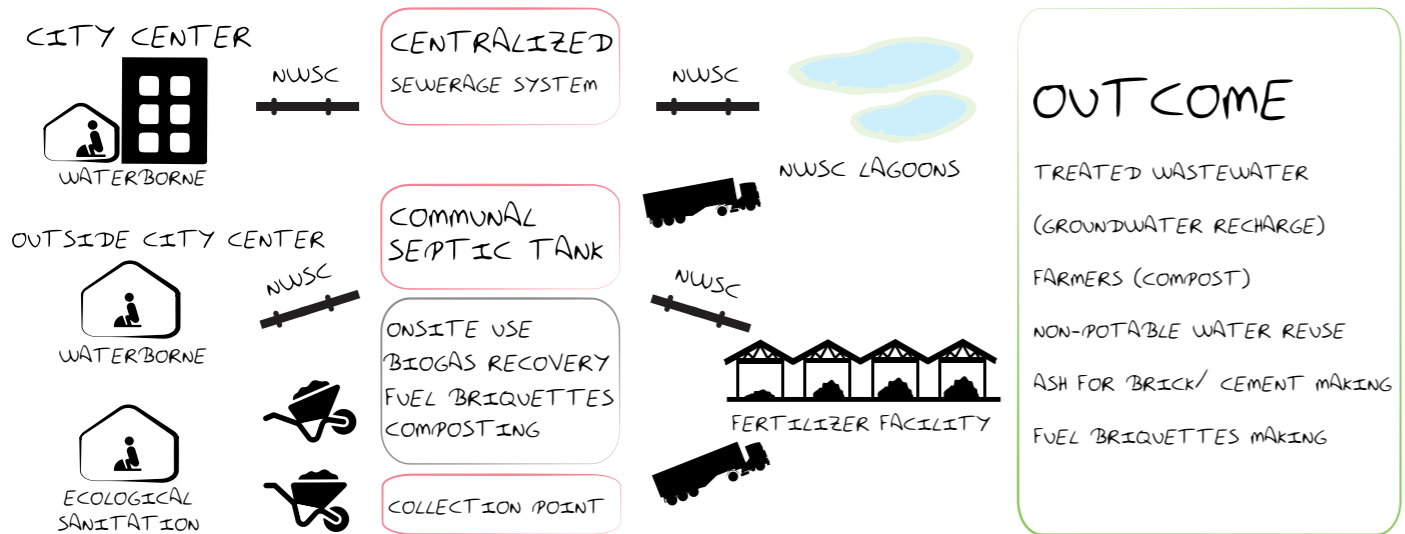 CITY CENTER
NWSC
WATERBORNE
CENTRALIZED
SEWERAGE SYSTEM
NWSC
NWSC LAGOONS
OUTSIDE CITY CENTER
NWSC
WATERBORNE
COMMUNAL
SEPTIC TANK
NWSC
ONSITE USE
BIOGAS RECOVERY
FUEL BRIQUETTES
COMPOSTING
FERTILIZER FACILITY
ECOLOGICAL
SANITATION
COLLECTION POINT
OUTCOME
TREATED WASTEWATER
(GROUNDWATER RECHARGE)
FARMERS (COMPOST)
NON-POTABLE WATER REUSE
ASH FOR BRICK/ CEMENT MAKING
FUEL BRIQUETTES MAKING